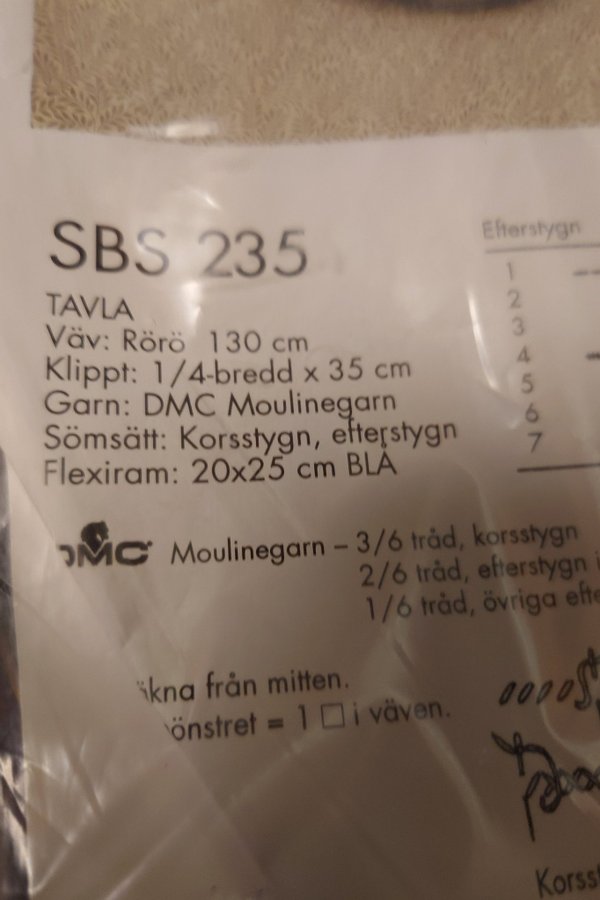 SBS 235
TAVLA
Väv: Rörö 130 cm
Klippt: 1/4-bredd x 35 cm
Garn: DMC Moulinegarn
Sömsätt: Korsstygn, efterstygn
Flexiram: 20x25 cm BLÅ
Efterstygn
1
2
3
4
5
6
7
DMC Moulinegarn – 3/6 tråd, korsstygn
2/6 tråd, efterstygn
1/6 tråd, övriga
från mitten.
= 1 □ i väven.